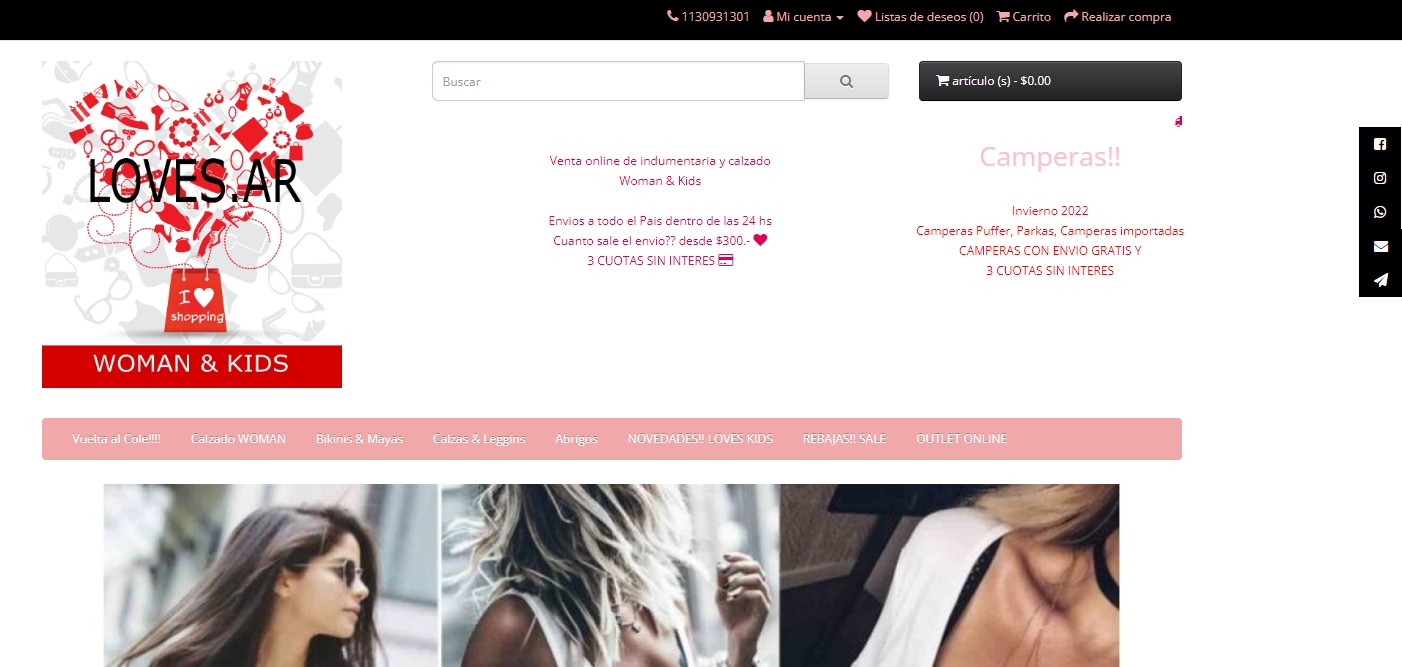 1130931301 Mi cuenta Listas de deseos (0) Carrito Realizar compra
Buscar
artículo (s) - $0.00
LOVES.AR
I
shopping
WOMAN & KIDS
Venta online de indumentaria y calzado
Woman & Kids
Envios a todo el Pais dentro de las 24 hs
Cuanto sale el envio?? desde $300.-
3 CUOTAS SIN INTERES
Camperas!!
Invierno 2022
Camperas Puffer, Parkas, Camperas importadas
CAMPERAS CON ENVIO GRATIS Y
3 CUOTAS SIN INTERES
Vuelta al Cole!!!! Calzado WOMAN Bikinis & Mayas Calzas & Leggins Abrigos NOVEDADES!! LOVES KIDS REBAJAS!! SALE OUTLET ONLINE